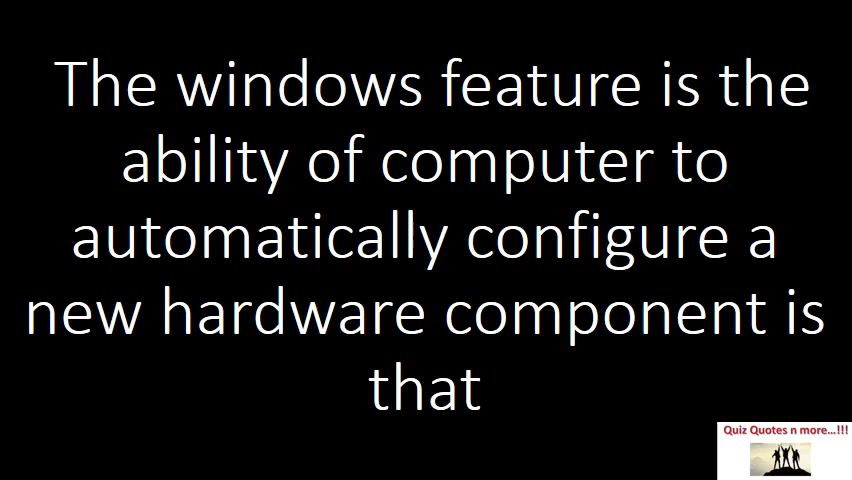 The windows feature is the
ability of computer to
automatically configure a
new hardware component is
that
Quiz Quotes n more...!!!